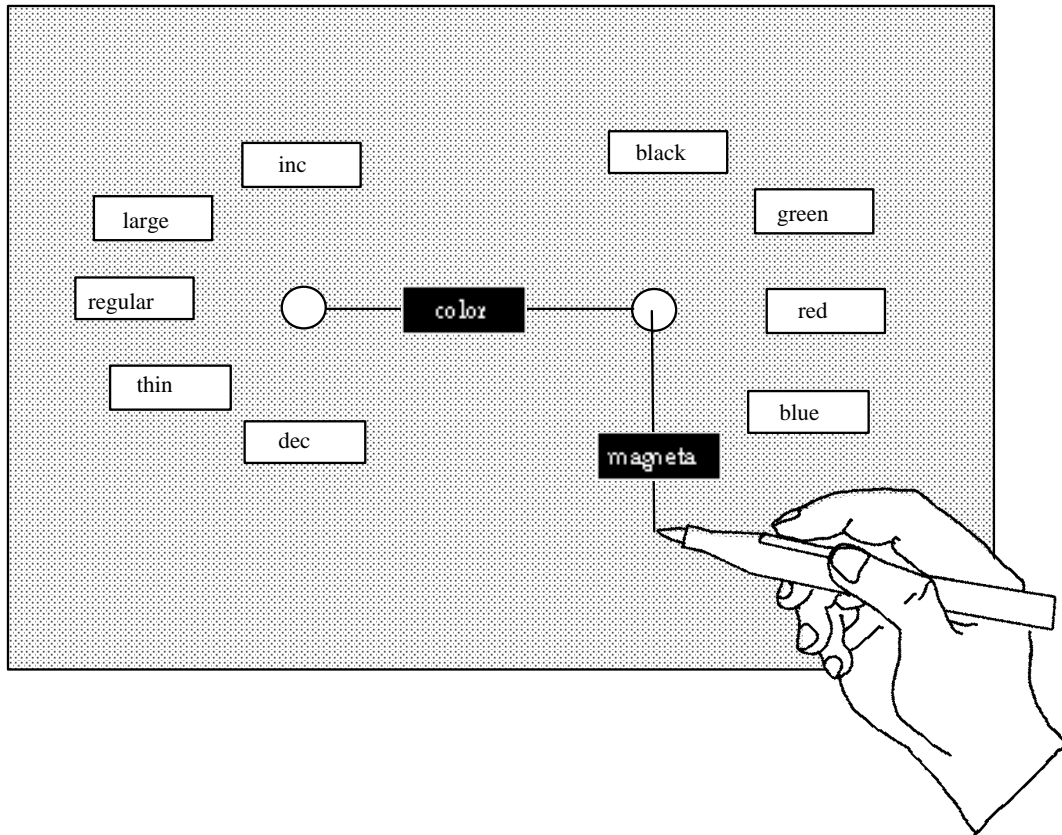 inc
black
large
green
regular
color
red
thin
blue
dec
magneta